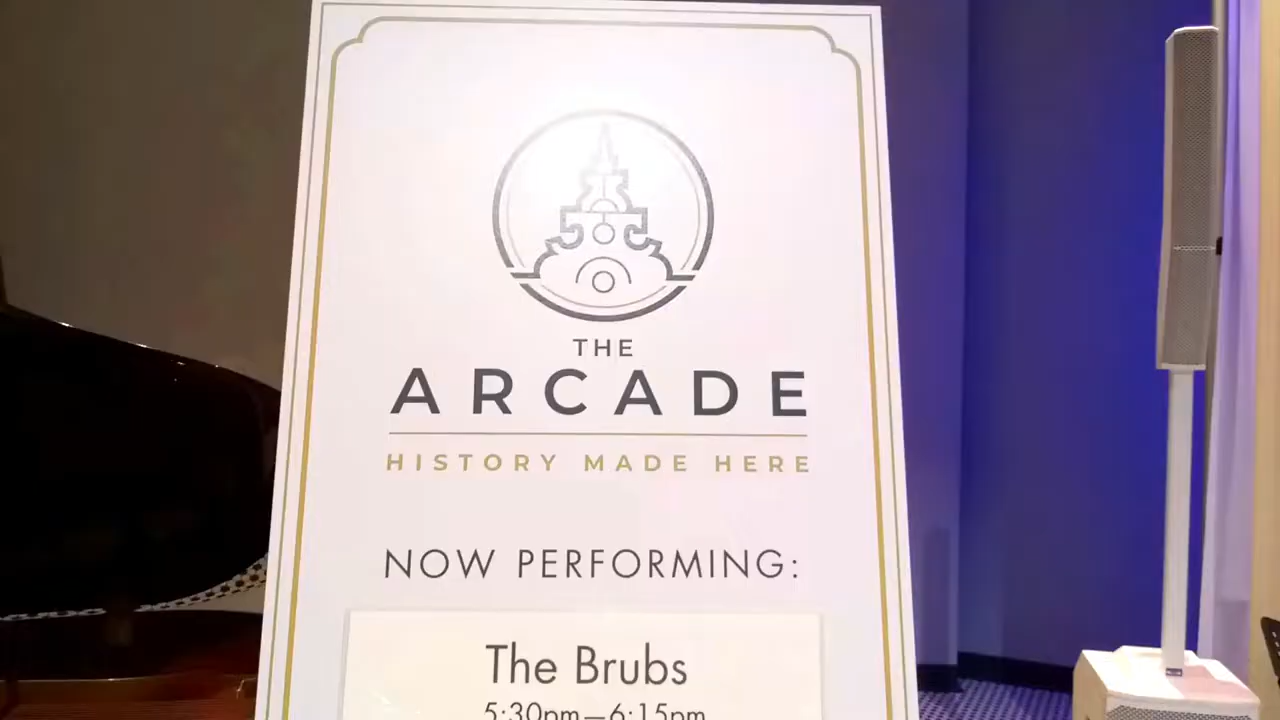 THE
ARCADE
HISTORY MADE HERE
NOW PERFORMING:
The Brubs
5:30pm–6:15pm